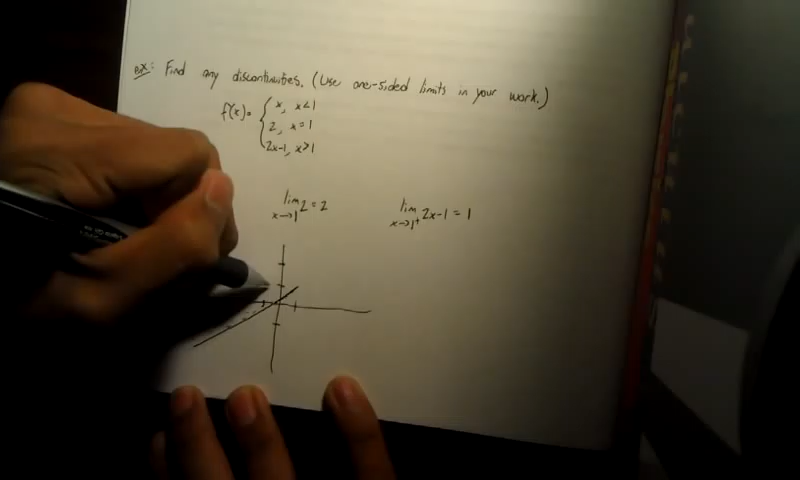 ex: Find any discontinuities. (Use one-sided limits in your work.)
f(x)= { x, x<1
2, x=1
2x-1, x>1
lim 2 = 2
x→1
lim 2x-1 = 1
x→1⁺